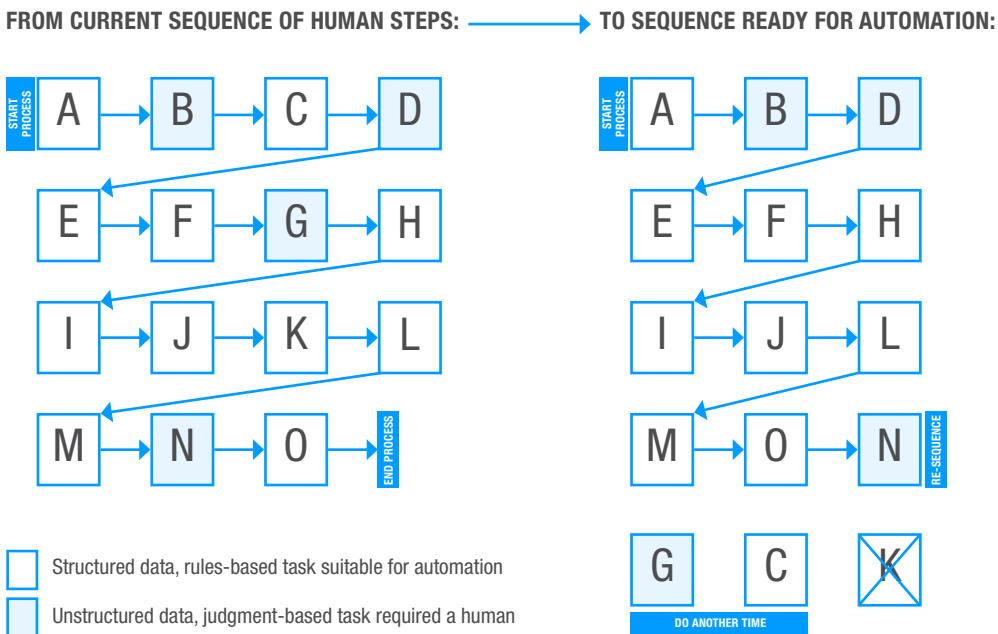 FROM CURRENT SEQUENCE OF HUMAN STEPS:
TO SEQUENCE READY FOR AUTOMATION:
START
PROCESS
A
B
C
D
E
F
G
H
I
J
K
L
M
N
O
END PROCESS
START
PROCESS
A
B
D
E
F
H
I
J
L
M
O
N
RE-SEQUENCE
G
C
K
DO ANOTHER TIME
Structured data, rules-based task suitable for automation
Unstructured data, judgment-based task required a human